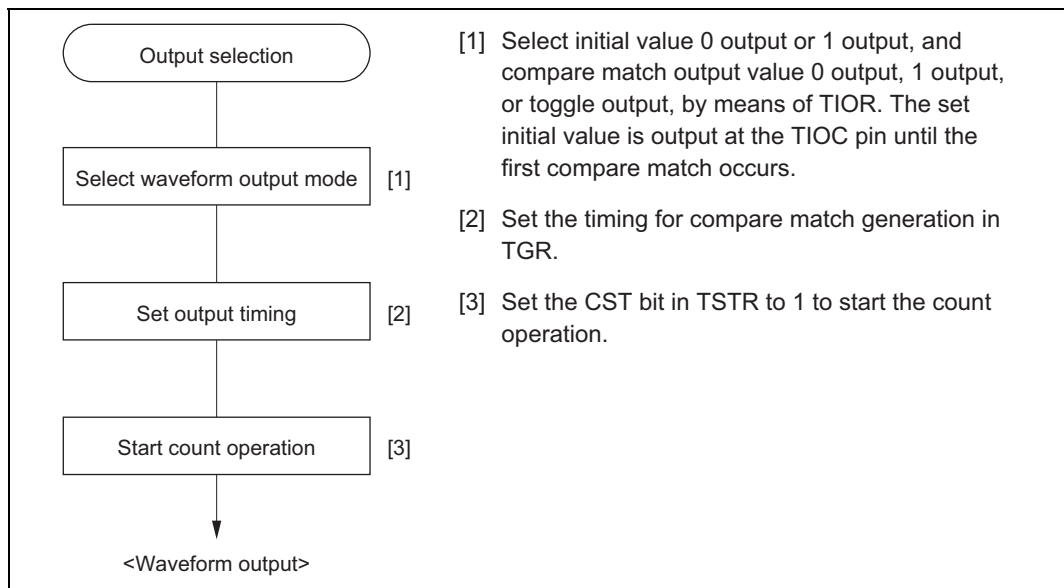 Output selection
Select waveform output mode [1]
Set output timing [2]
Start count operation [3]
<Waveform output>
[1] Select initial value 0 output or 1 output, and
compare match output value 0 output, 1 output,
or toggle output, by means of TIOR. The set
initial value is output at the TIOC pin until the
first compare match occurs.
[2] Set the timing for compare match generation in
TGR.
[3] Set the CST bit in TSTR to 1 to start the count
operation.